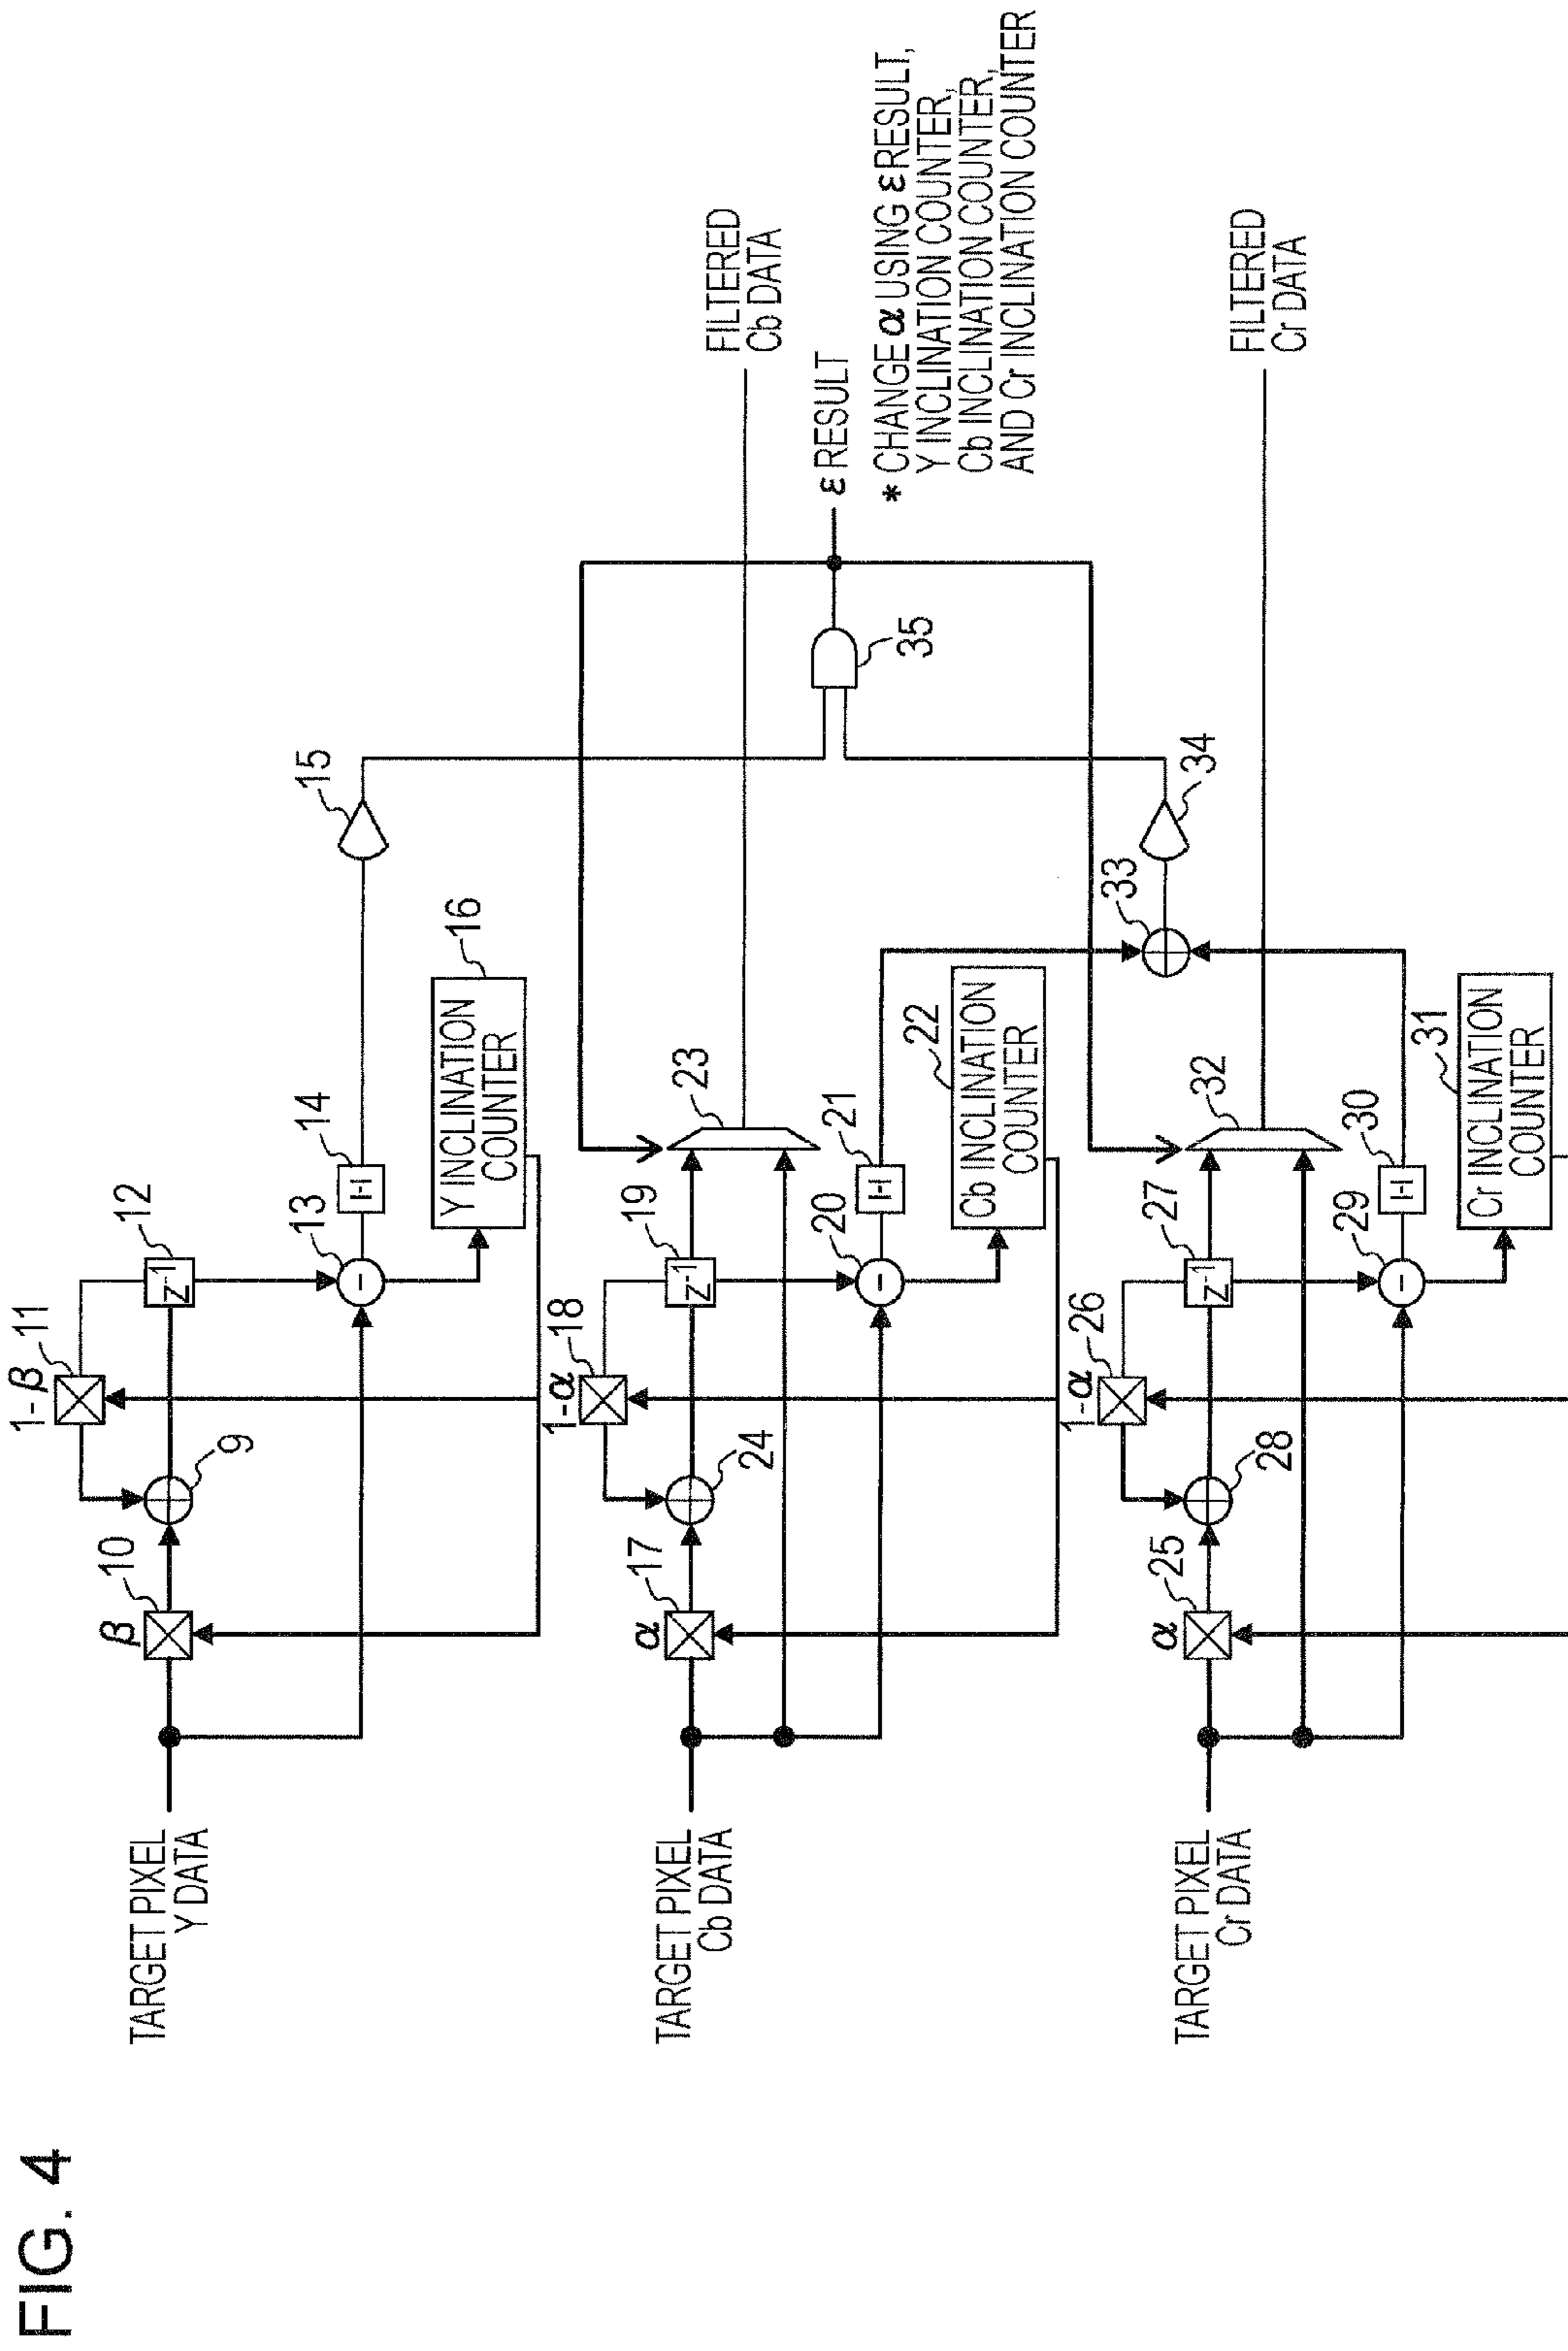 FIG. 4
TARGET PIXEL
Y DATA
β
10
9
1-β
11
12
z-1
13
14
|-|
15
Y INCLINATION
COUNTER
16
TARGET PIXEL
Cb DATA
α
17
24
1-α
18
19
z-1
20
21
|-|
23
Cb INCLINATION
COUNTER
22
FILTERED
Cb DATA
35
ε RESULT
* CHANGE α USING ε RESULT,
Y INCLINATION COUNTER,
Cb INCLINATION COUNTER,
AND Cr INCLINATION COUNTER
TARGET PIXEL
Cr DATA
α
25
28
1-α
26
27
z-1
29
30
|-|
32
33
34
Cr INCLINATION
COUNTER
31
FILTERED
Cr DATA